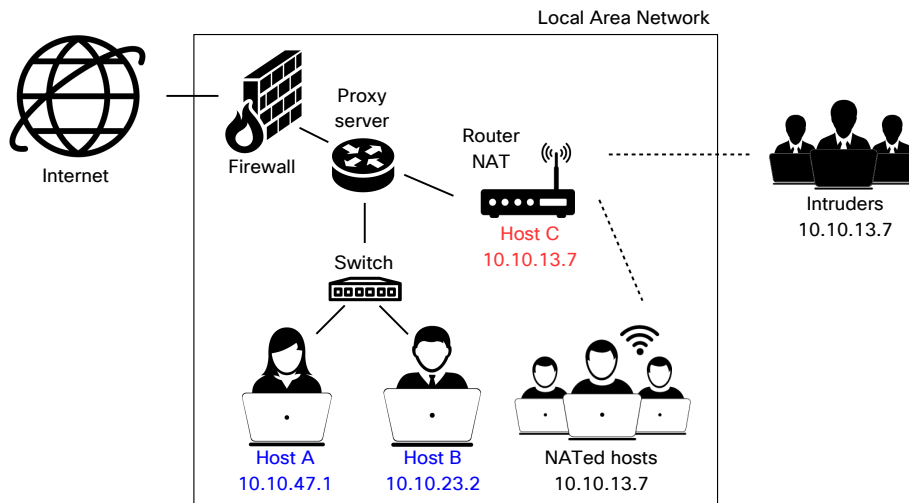 Local Area Network
Internet
Firewall
Proxy
server
Router
NAT
Host C
10.10.13.7
Intruders
10.10.13.7
Switch
Host A
10.10.47.1
Host B
10.10.23.2
NATed hosts
10.10.13.7